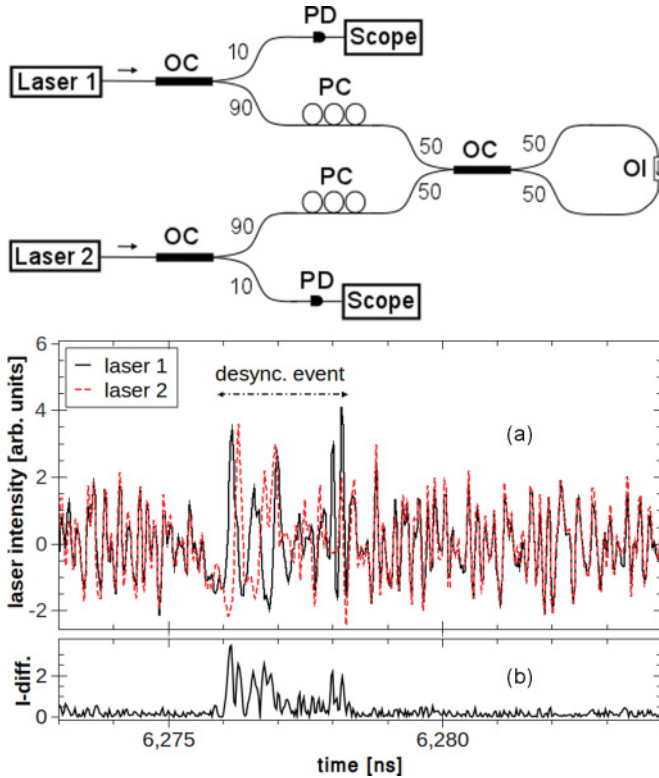 PD
Scope
10
OC
Laser 1
PC
90
50
OC
50
OI
50
50
PC
90
OC
Laser 2
PD
10
Scope
6
laser 1
laser 2
desync. event
4
(a)
2
0
-2
laser intensity [arb. units]
2
(b)
0
I-diff.
6,275
6,280
time [ns]